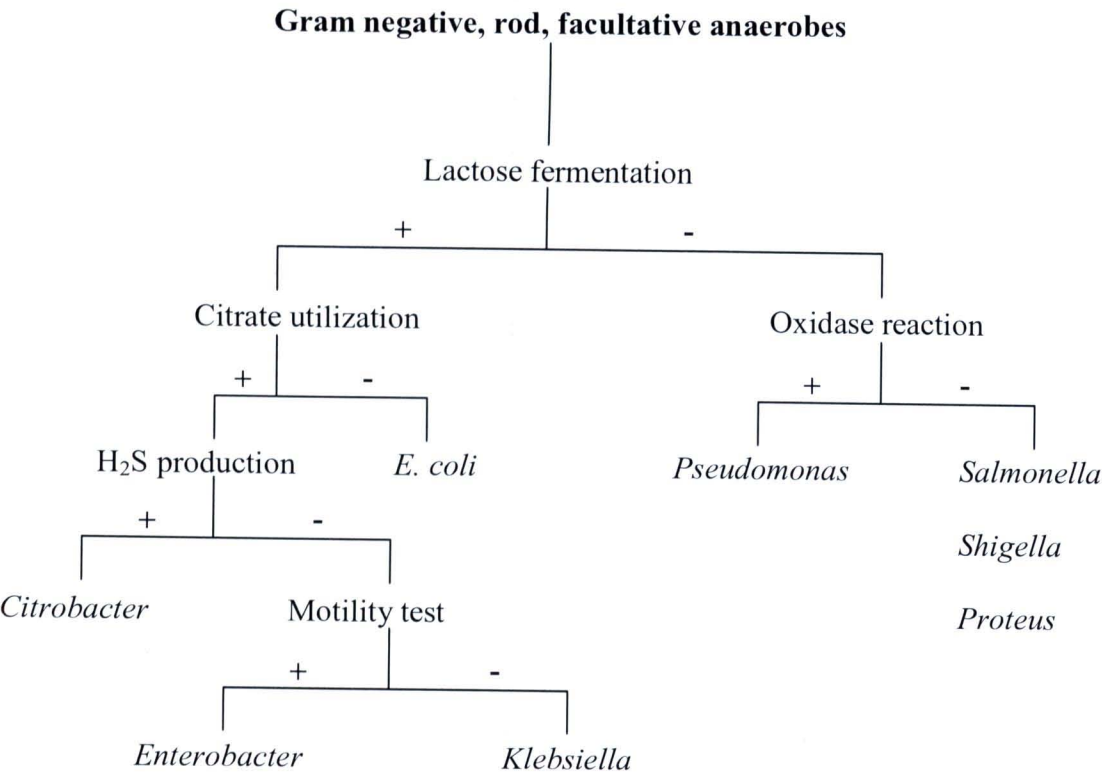 Gram negative, rod, facultative anaerobes
Lactose fermentation
+ -
Citrate utilization
Oxidase reaction
+ -
+ -
H₂S production
E. coli
Pseudomonas
Salmonella
+ -
Shigella
Citrobacter
Motility test
Proteus
+ -
Enterobacter
Klebsiella